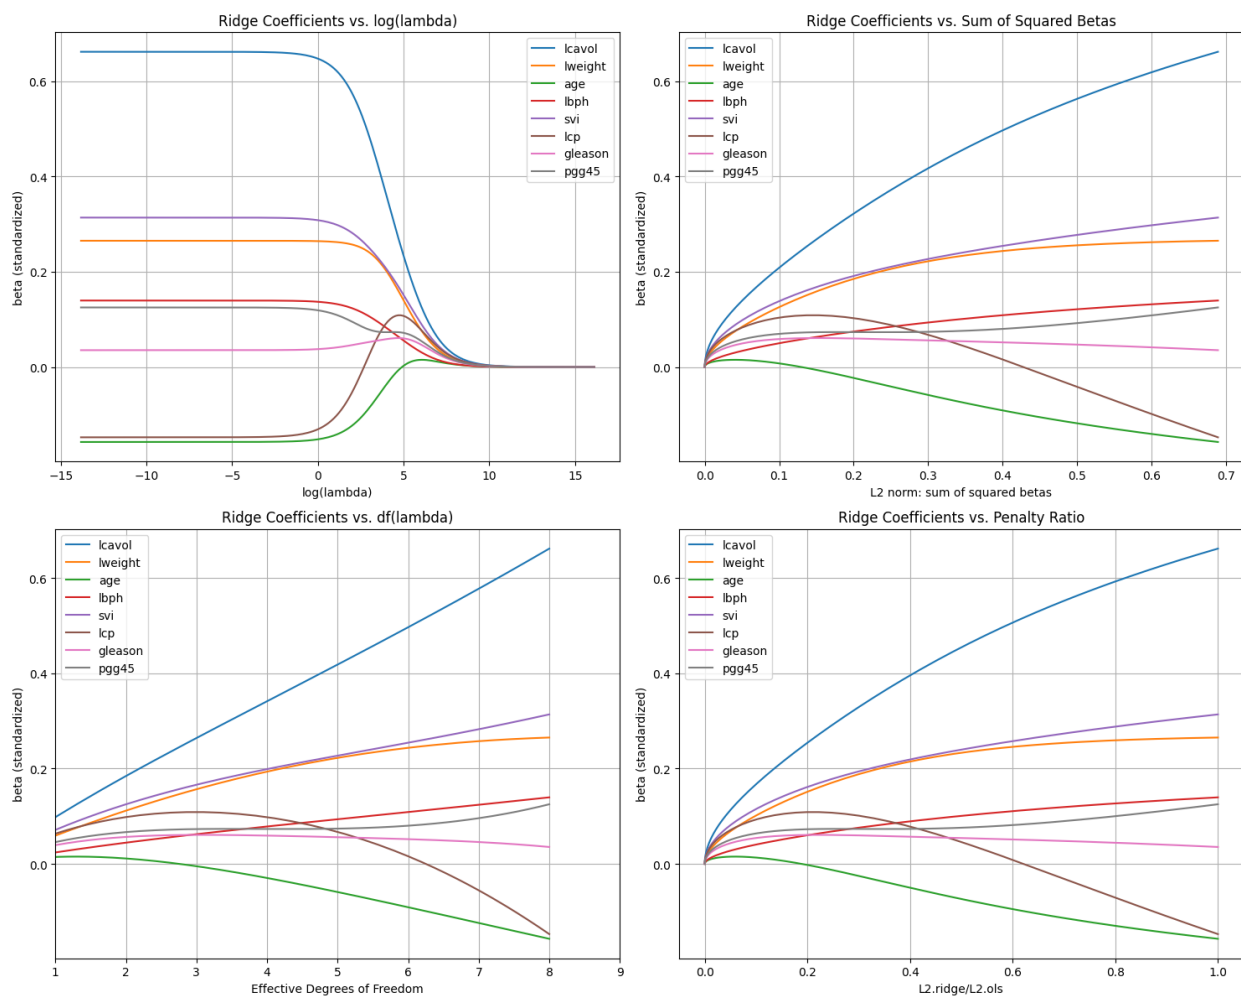 Ridge Coefficients vs. log(lambda)
beta (standardized)
0.6
0.4
0.2
0.0
−15
−10
−5
0
5
10
15
log(lambda)
lcavol
lweight
age
lbph
svi
lcp
gleason
pgg45
Ridge Coefficients vs. Sum of Squared Betas
beta (standardized)
0.6
0.4
0.2
0.0
0.0
0.1
0.2
0.3
0.4
0.5
0.6
0.7
L2 norm: sum of squared betas
lcavol
lweight
age
lbph
svi
lcp
gleason
pgg45
Ridge Coefficients vs. df(lambda)
beta (standardized)
0.6
0.4
0.2
0.0
1
2
3
4
5
6
7
8
9
Effective Degrees of Freedom
lcavol
lweight
age
lbph
svi
lcp
gleason
pgg45
Ridge Coefficients vs. Penalty Ratio
beta (standardized)
0.6
0.4
0.2
0.0
0.0
0.2
0.4
0.6
0.8
1.0
L2.ridge/L2.ols
lcavol
lweight
age
lbph
svi
lcp
gleason
pgg45